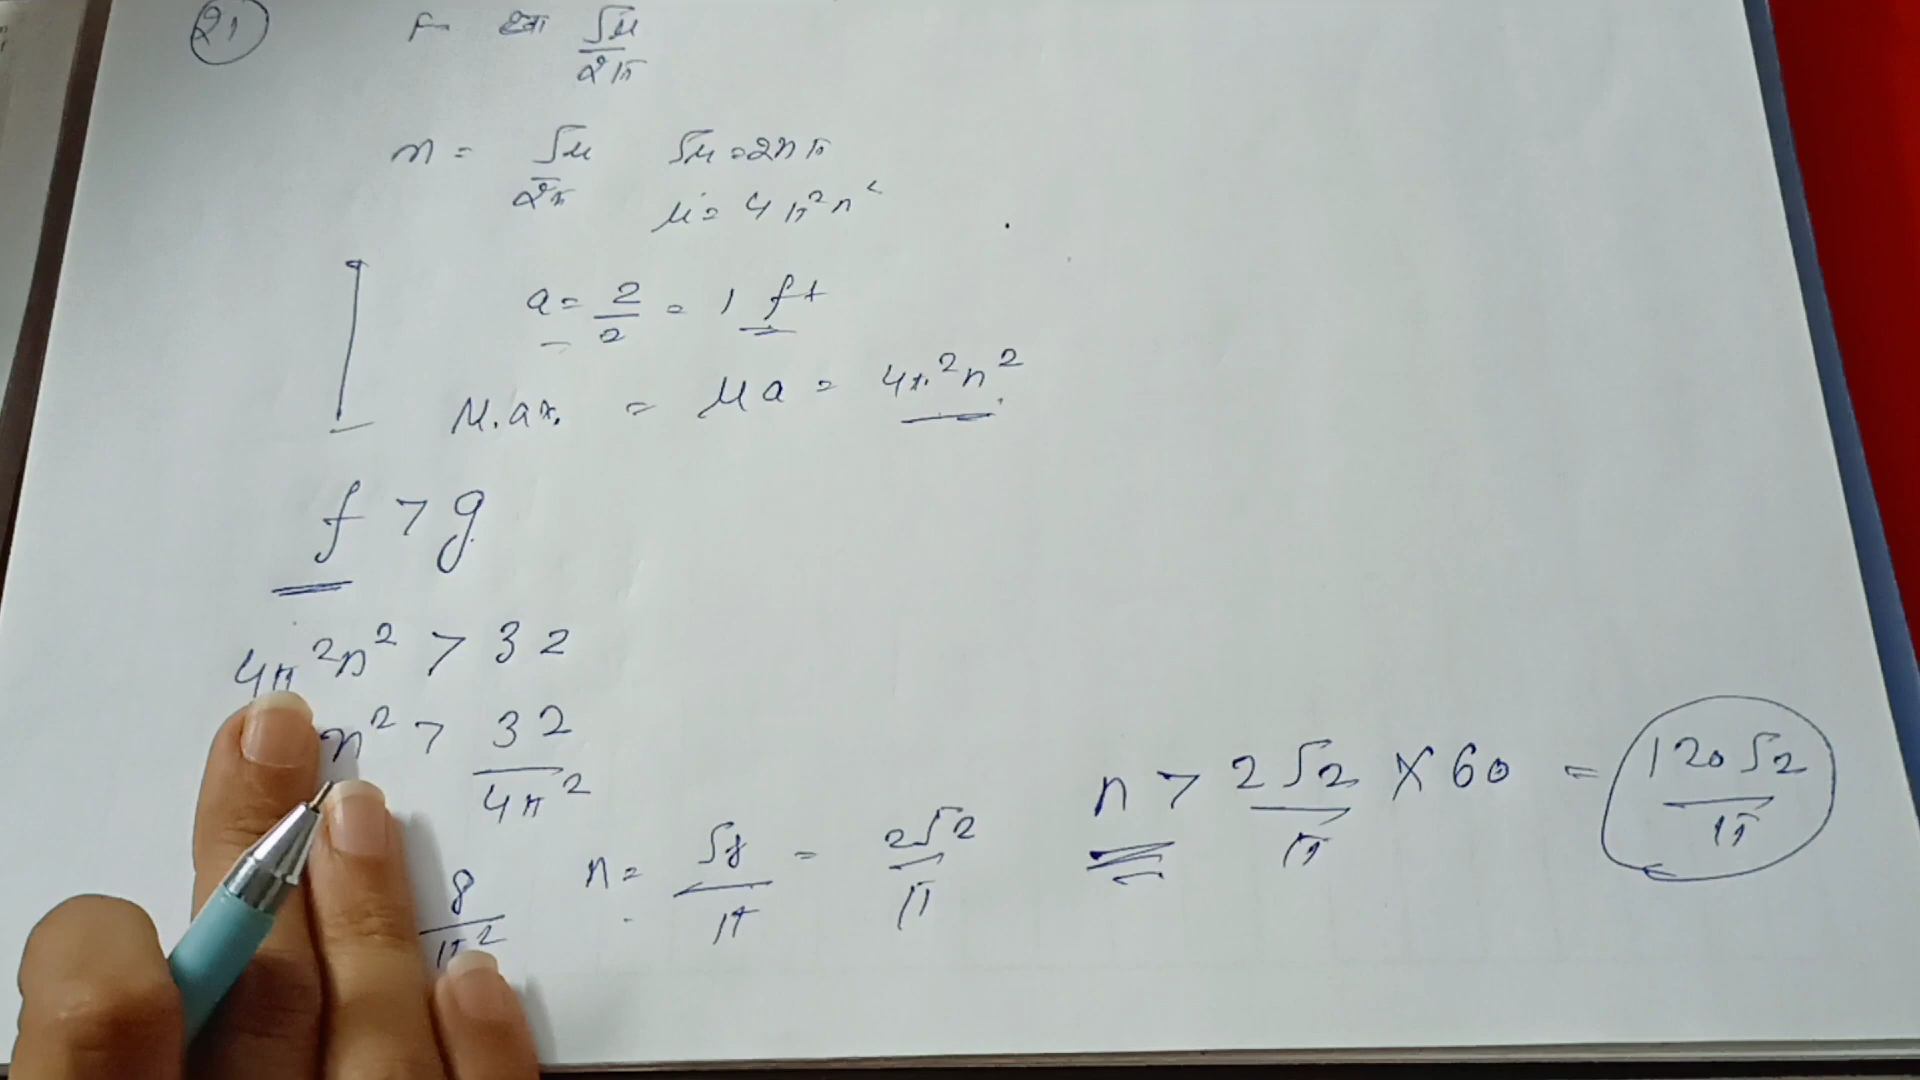 21
F = √μ/2π
n = √μ/2π √μ = 2nπ
μ = 4π²n²
a = 2/2 = 1 ft
M.ax. = μa = 4π²n²
f > g
4π²n² > 32
n² > 32/4π²
n > 2√2/π × 60 = 120√2/π
8/π² n = √8/π = 2√2/π